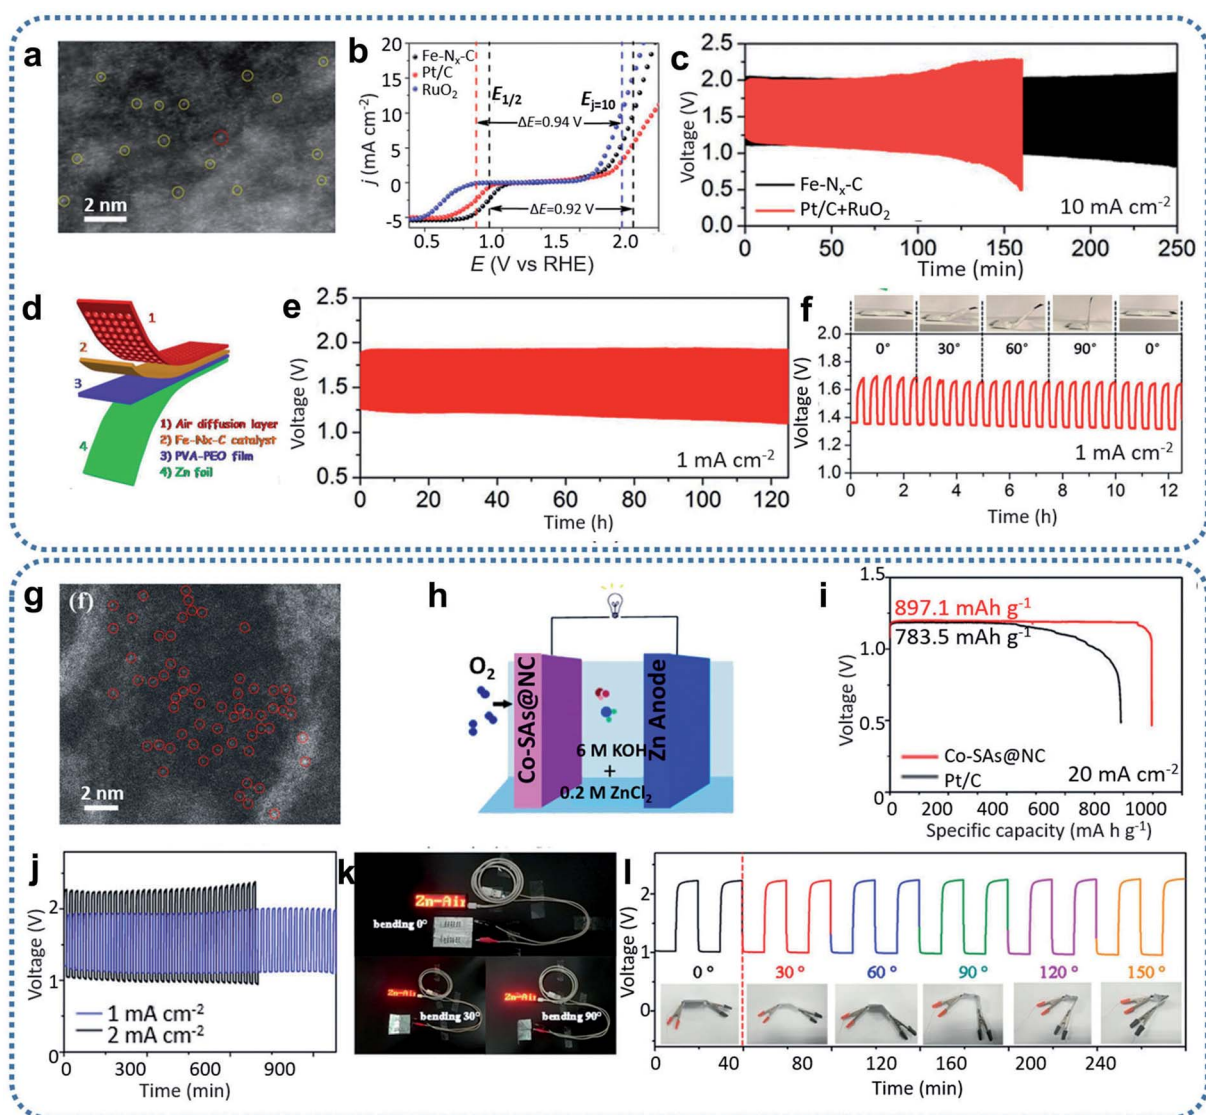 a
2 nm
b
20
15
10
5
0
-5
j (mA cm-2)
Fe-Nx-C
Pt/C
RuO2
E1/2
Ej=10
ΔE=0.94 V
ΔE=0.92 V
0.5
1.0
1.5
2.0
E (V vs RHE)
c
2.5
2.0
1.5
1.0
0.5
0.0
Voltage (V)
Fe-Nx-C
Pt/C+RuO2
10 mA cm-2
0
50
100
150
200
250
Time (min)
d
1
2
3
4
1) Air diffusion layer
2) Fe-Nx-C catalyst
3) PVA-PEO film
4) Zn foil
e
2.5
2.0
1.5
1.0
0.5
Voltage (V)
1 mA cm-2
0
20
40
60
80
100
120
Time (h)
f
2.0
1.8
1.6
1.4
1.2
1.0
Voltage (V)
0°
30°
60°
90°
0°
1 mA cm-2
0
2
4
6
8
10
12
Time (h)
g
(f)
2 nm
h
O2
Co-SAs@NC
Zn Anode
6 M KOH
+
0.2 M ZnCl2
i
1.5
1.0
0.5
0
Voltage (V)
897.1 mAh g-1
783.5 mAh g-1
Co-SAs@NC
Pt/C
20 mA cm-2
0
200
400
600
800
1000
Specific capacity (mA h g-1)
j
2
1
0
Voltage (V)
1 mA cm-2
2 mA cm-2
0
300
600
900
Time (min)
k
Zn-Air
bending 0°
Zn-Air
bending 30°
Zn-Air
bending 90°
l
2
1
0
Voltage (V)
0 °
30 °
60 °
90 °
120 °
150 °
0
40
80
120
160
200
240
Time (min)